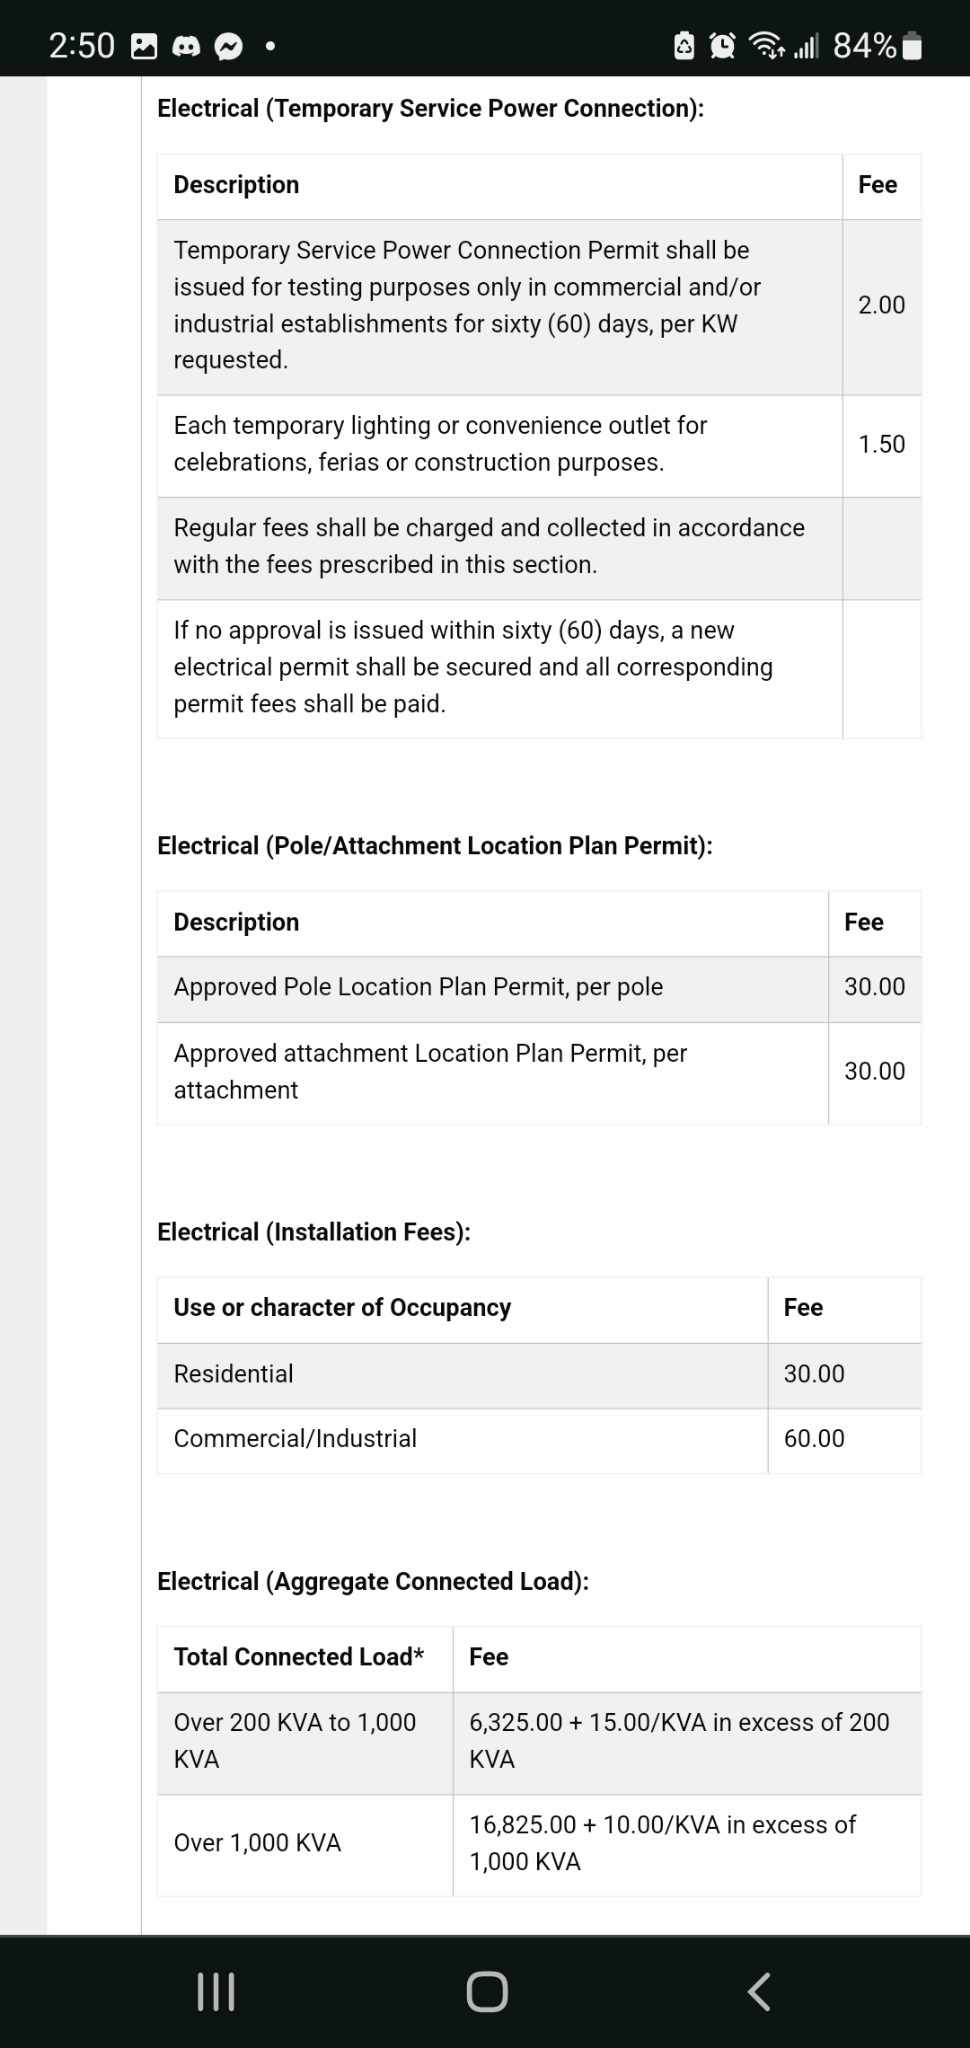 2:50
84%
Electrical (Temporary Service Power Connection):
Description
Fee
Temporary Service Power Connection Permit shall be
issued for testing purposes only in commercial and/or
industrial establishments for sixty (60) days, per KW
requested.
2.00
Each temporary lighting or convenience outlet for
celebrations, ferias or construction purposes.
1.50
Regular fees shall be charged and collected in accordance
with the fees prescribed in this section.
If no approval is issued within sixty (60) days, a new
electrical permit shall be secured and all corresponding
permit fees shall be paid.
Electrical (Pole/Attachment Location Plan Permit):
Description
Fee
Approved Pole Location Plan Permit, per pole
30.00
Approved attachment Location Plan Permit, per
attachment
30.00
Electrical (Installation Fees):
Use or character of Occupancy
Fee
Residential
30.00
Commercial/Industrial
60.00
Electrical (Aggregate Connected Load):
Total Connected Load*
Fee
Over 200 KVA to 1,000
KVA
6,325.00 + 15.00/KVA in excess of 200
KVA
Over 1,000 KVA
16,825.00 + 10.00/KVA in excess of
1,000 KVA